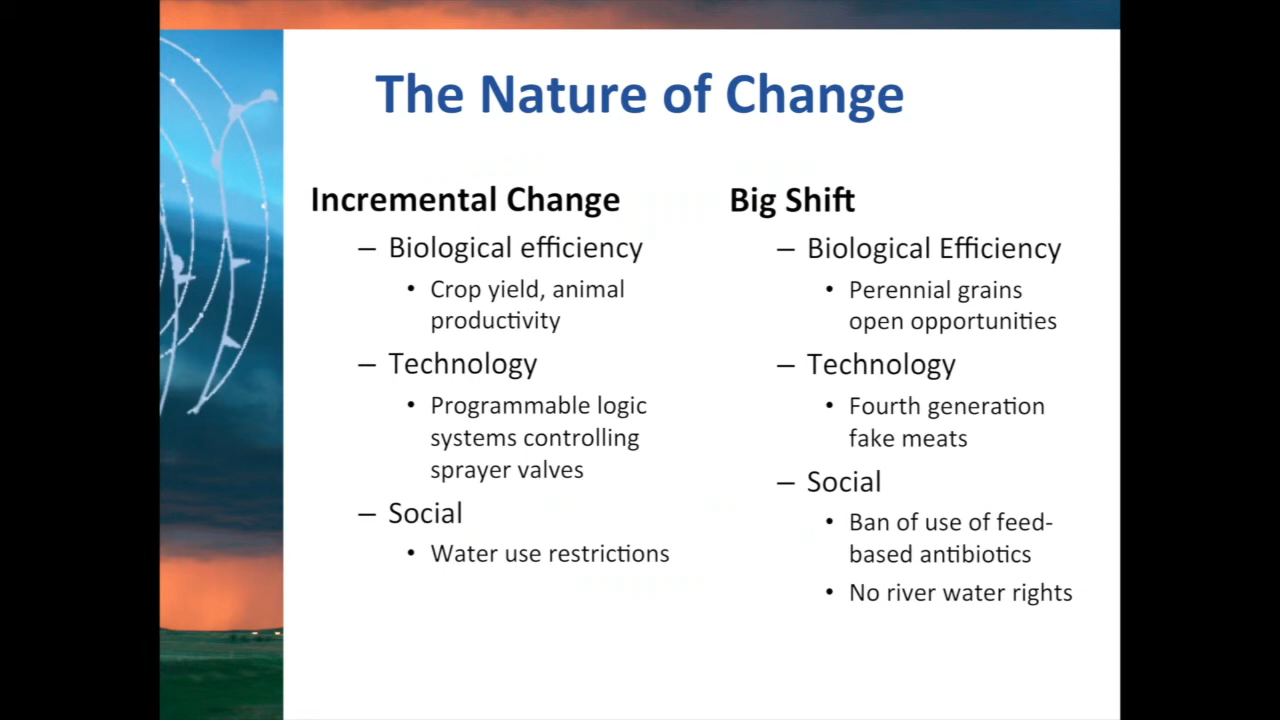 The Nature of Change
Incremental Change
– Biological efficiency
• Crop yield, animal
productivity
– Technology
• Programmable logic
systems controlling
sprayer valves
– Social
• Water use restrictions
Big Shift
– Biological Efficiency
• Perennial grains
open opportunities
– Technology
• Fourth generation
fake meats
– Social
• Ban of use of feed-
based antibiotics
• No river water rights